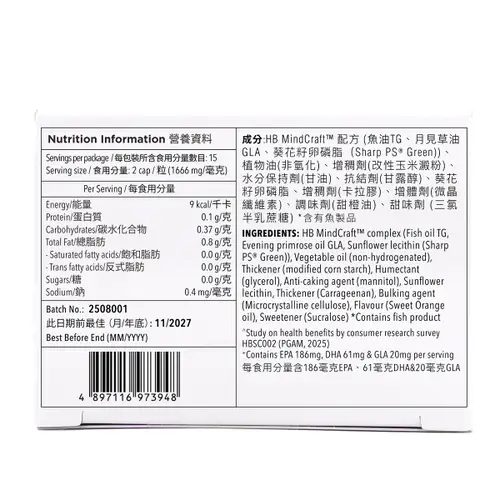 Nutrition Information 營養資料
Servings per package / 每包裝所含食用分量數目: 15
Serving size / 食用分量: 2 cap / 粒 (1666 mg/毫克)
Per Serving / 每食用分量
Energy/能量 9 kcal/千卡
Protein/蛋白質 0.1 g/克
Carbohydrates/碳水化合物 0.37 g/克
Total Fat/總脂肪 0.8 g/克
- Saturated fatty acids/飽和脂肪 0.0 g/克
- Trans fatty acids/反式脂肪 0.0 g/克
Sugars/糖 0.0 g/克
Sodium/鈉 0.4 mg/毫克
Batch No.: 2508001
此日期前最佳 (月/年底): 11/2027
Best Before End (MM/YYYY)
4 897116 973948
成分:HB MindCraft™ 配方 (魚油TG、月見草油
GLA、葵花籽卵磷脂 (Sharp PS® Green))、
植物油(非氫化)、增稠劑(改性玉米澱粉)、
水分保持劑(甘油)、抗結劑(甘露醇)、葵花
籽卵磷脂、增稠劑(卡拉膠)、增體劑(微晶
纖維素)、調味劑(甜橙油)、甜味劑 (三氯
半乳蔗糖) *含有魚製品
INGREDIENTS: HB MindCraft™ complex (Fish oil TG,
Evening primrose oil GLA, Sunflower lecithin (Sharp
PS® Green)), Vegetable oil (non-hydrogenated),
Thickener (modified corn starch), Humectant
(glycerol), Anti-caking agent (mannitol), Sunflower
lecithin, Thickener (Carrageenan), Bulking agent
(Microcrystalline cellulose), Flavour (Sweet Orange
oil), Sweetener (Sucralose) *Contains fish product
^Study on health benefits by consumer research survey
HBSC002 (PGAM, 2025)
*Contains EPA 186mg, DHA 61mg & GLA 20mg per serving
每食用分量含186毫克EPA、61毫克DHA&20毫克GLA